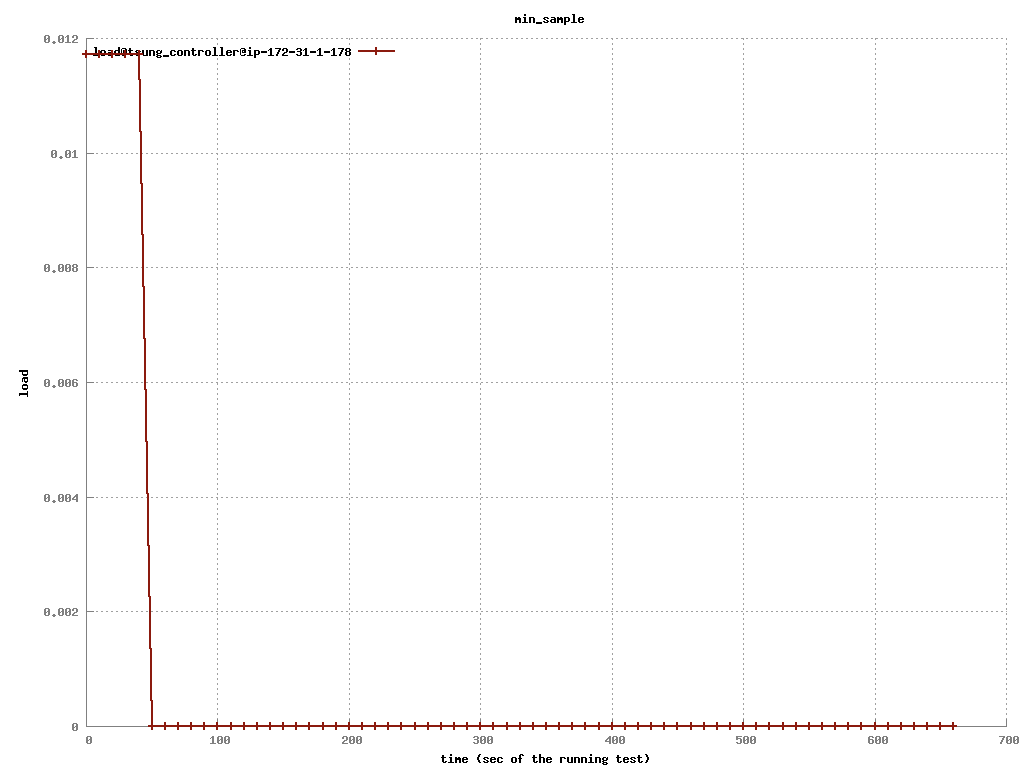 min_sample
load@tsung_controller@ip-172-31-1-178
0.012
0.01
0.008
0.006
0.004
0.002
0
load
0 100 200 300 400 500 600 700
time (sec of the running test)